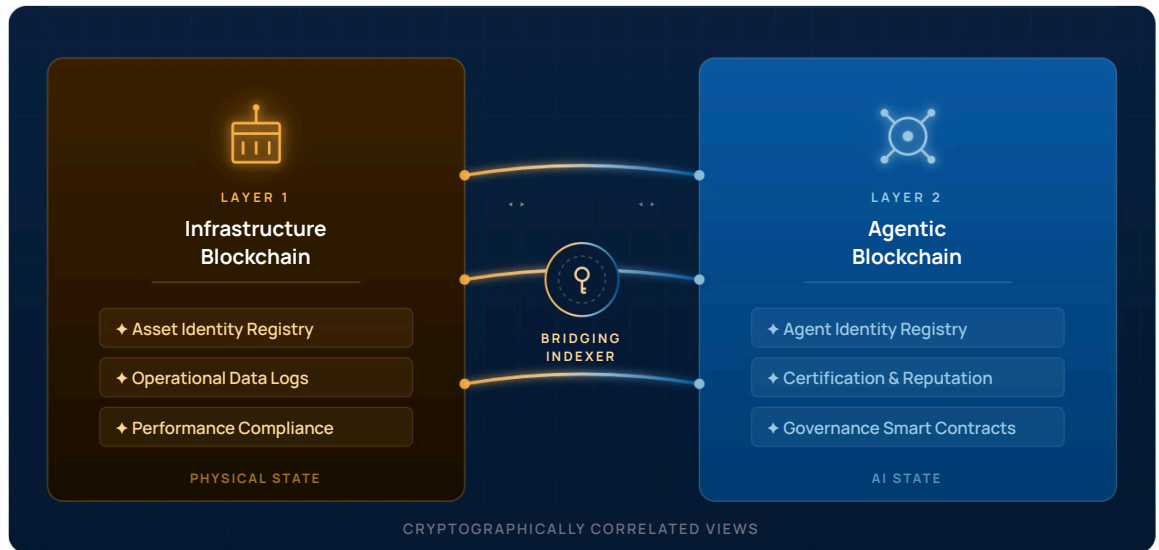 LAYER 1
Infrastructure
Blockchain
✦ Asset Identity Registry
✦ Operational Data Logs
✦ Performance Compliance
PHYSICAL STATE
BRIDGING
INDEXER
LAYER 2
Agentic
Blockchain
✦ Agent Identity Registry
✦ Certification & Reputation
✦ Governance Smart Contracts
AI STATE
CRYPTOGRAPHICALLY CORRELATED VIEWS